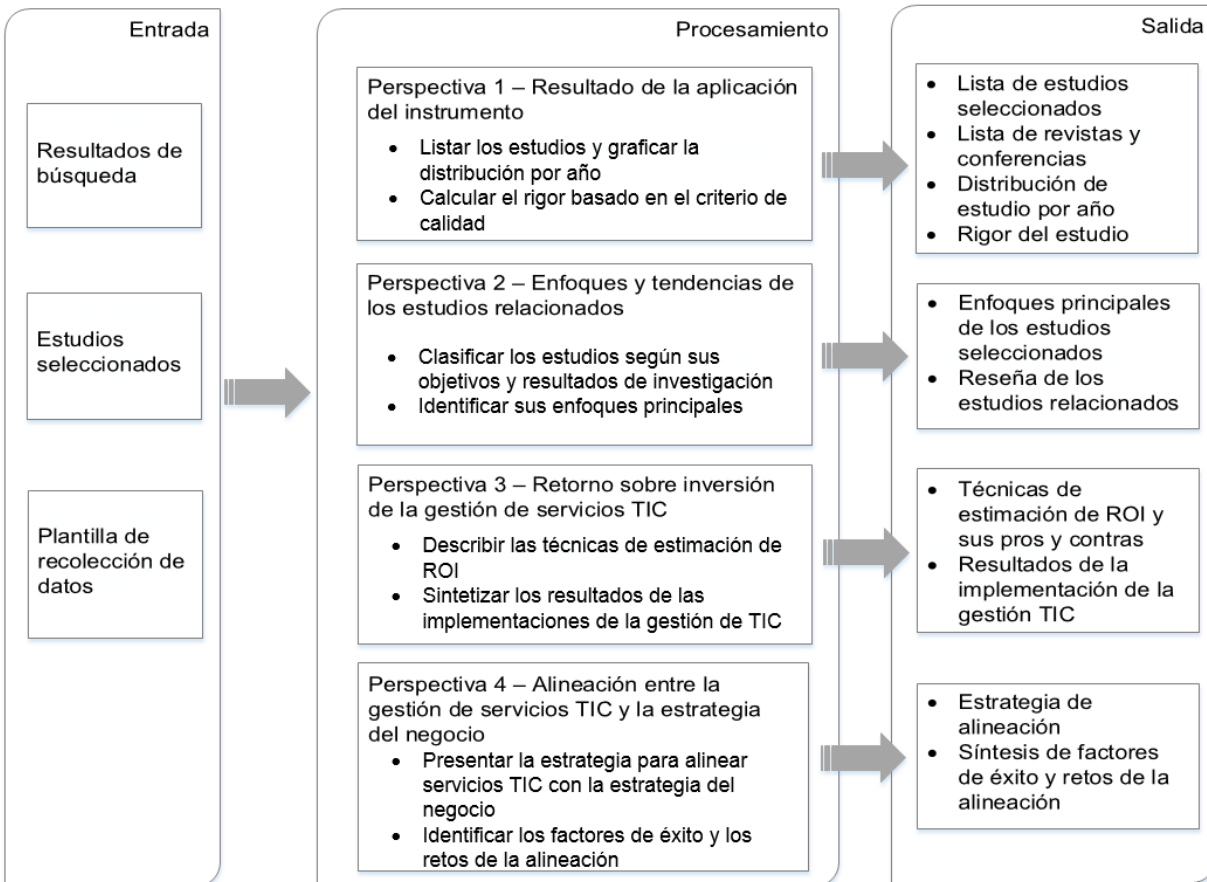 Entrada
Resultados de
búsqueda
Estudios
seleccionados
Plantilla de
recolección de
datos
Procesamiento
Perspectiva 1 – Resultado de la aplicación
del instrumento
• Listar los estudios y graficar la
distribución por año
• Calcular el rigor basado en el criterio de
calidad
Perspectiva 2 – Enfoques y tendencias de
los estudios relacionados
• Clasificar los estudios según sus
objetivos y resultados de investigación
• Identificar sus enfoques principales
Perspectiva 3 – Retorno sobre inversión
de la gestión de servicios TIC
• Describir las técnicas de estimación de
ROI
• Sintetizar los resultados de las
implementaciones de la gestión de TIC
Perspectiva 4 – Alineación entre la
gestión de servicios TIC y la estrategia
del negocio
• Presentar la estrategia para alinear
servicios TIC con la estrategia del
negocio
• Identificar los factores de éxito y los
retos de la alineación
Salida
• Lista de estudios
seleccionados
• Lista de revistas y
conferencias
• Distribución de
estudio por año
• Rigor del estudio
• Enfoques principales
de los estudios
seleccionados
• Reseña de los
estudios relacionados
• Técnicas de
estimación de ROI y
sus pros y contras
• Resultados de la
implementación de la
gestión TIC
• Estrategia de
alineación
• Síntesis de factores
de éxito y retos de la
alineación